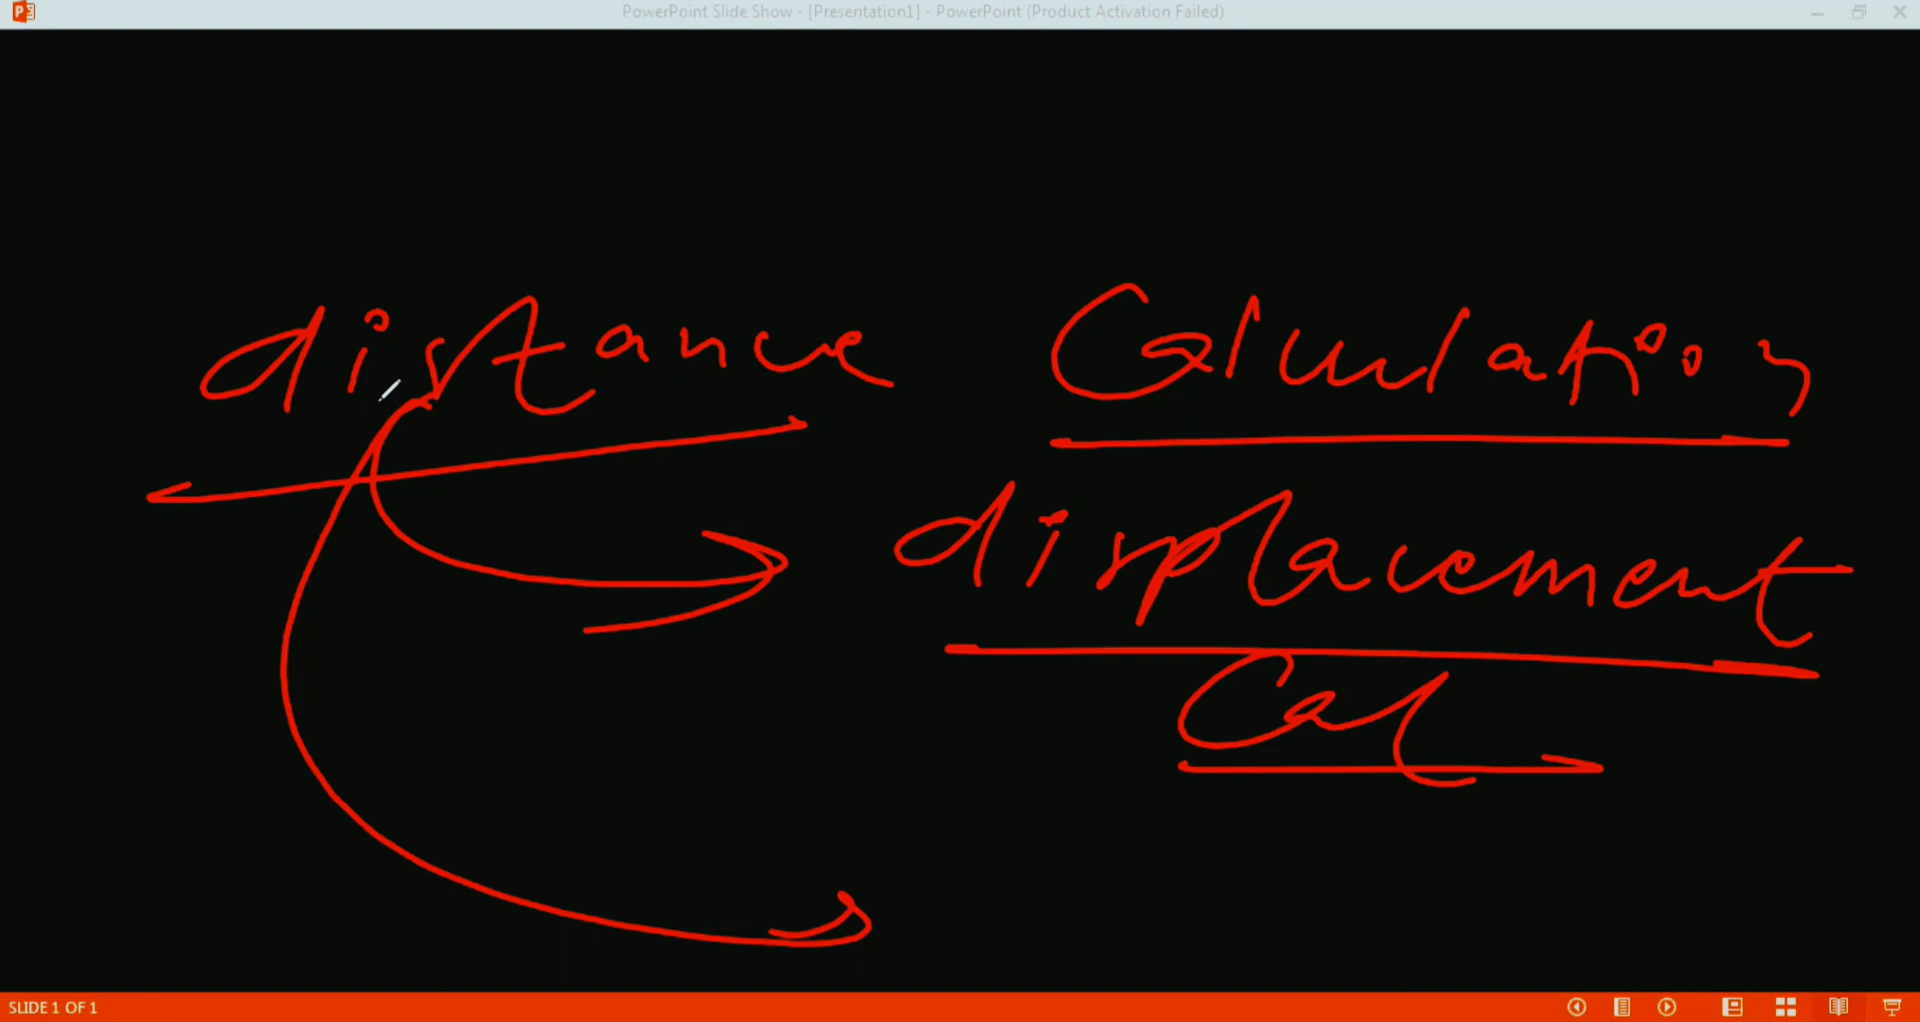 PowerPoint Slide Show - [Presentation1] - PowerPoint (Product Activation Failed)
distance Calculation
displacement
Cal
SLIDE 1 OF 1